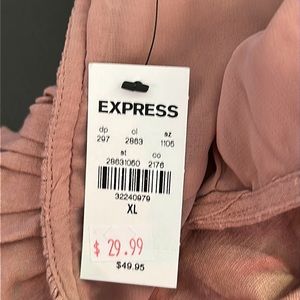 EXPRESS
dp cl sz
297 2863 1105
st co
28631060 2176
32240979
XL
$ 29.99
$49.95